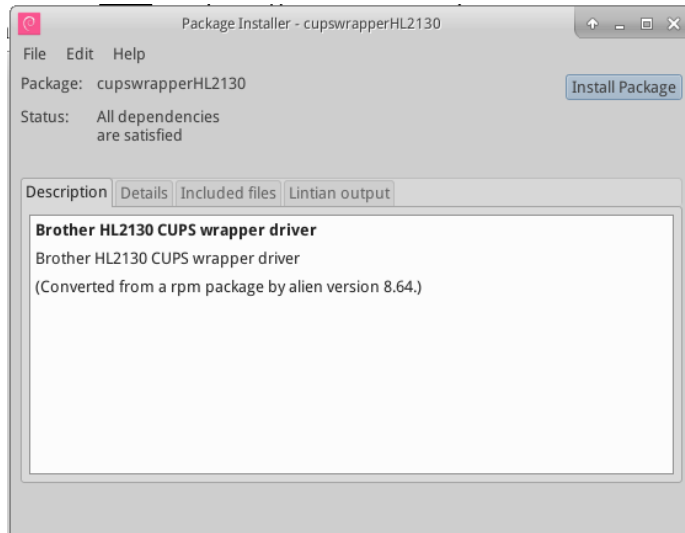 Package Installer - cupswrapperHL2130
File Edit Help
Package: cupswrapperHL2130
Install Package
Status: All dependencies
are satisfied
Description Details Included files Lintian output
Brother HL2130 CUPS wrapper driver
Brother HL2130 CUPS wrapper driver
(Converted from a rpm package by alien version 8.64.)